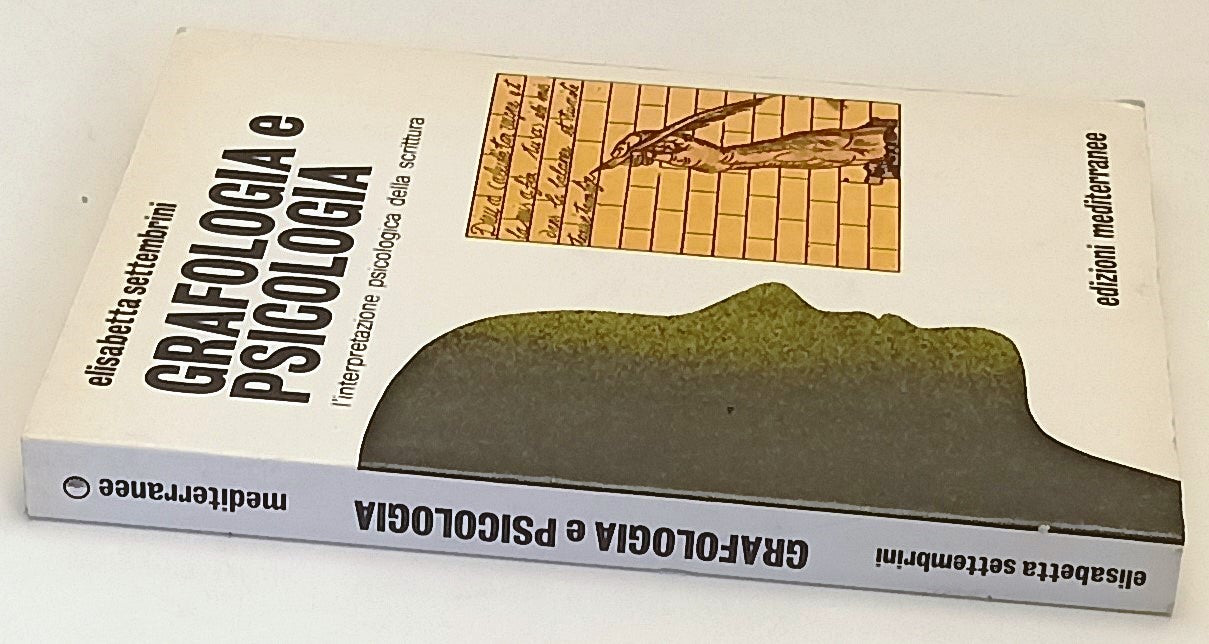 elisabetta settembrini
GRAFOLOGIA e
PSICOLOGIA
l'interpretazione psicologica della scrittura
edizioni mediterranee
elisabetta settembrini
GRAFOLOGIA e PSICOLOGIA
mediterranee